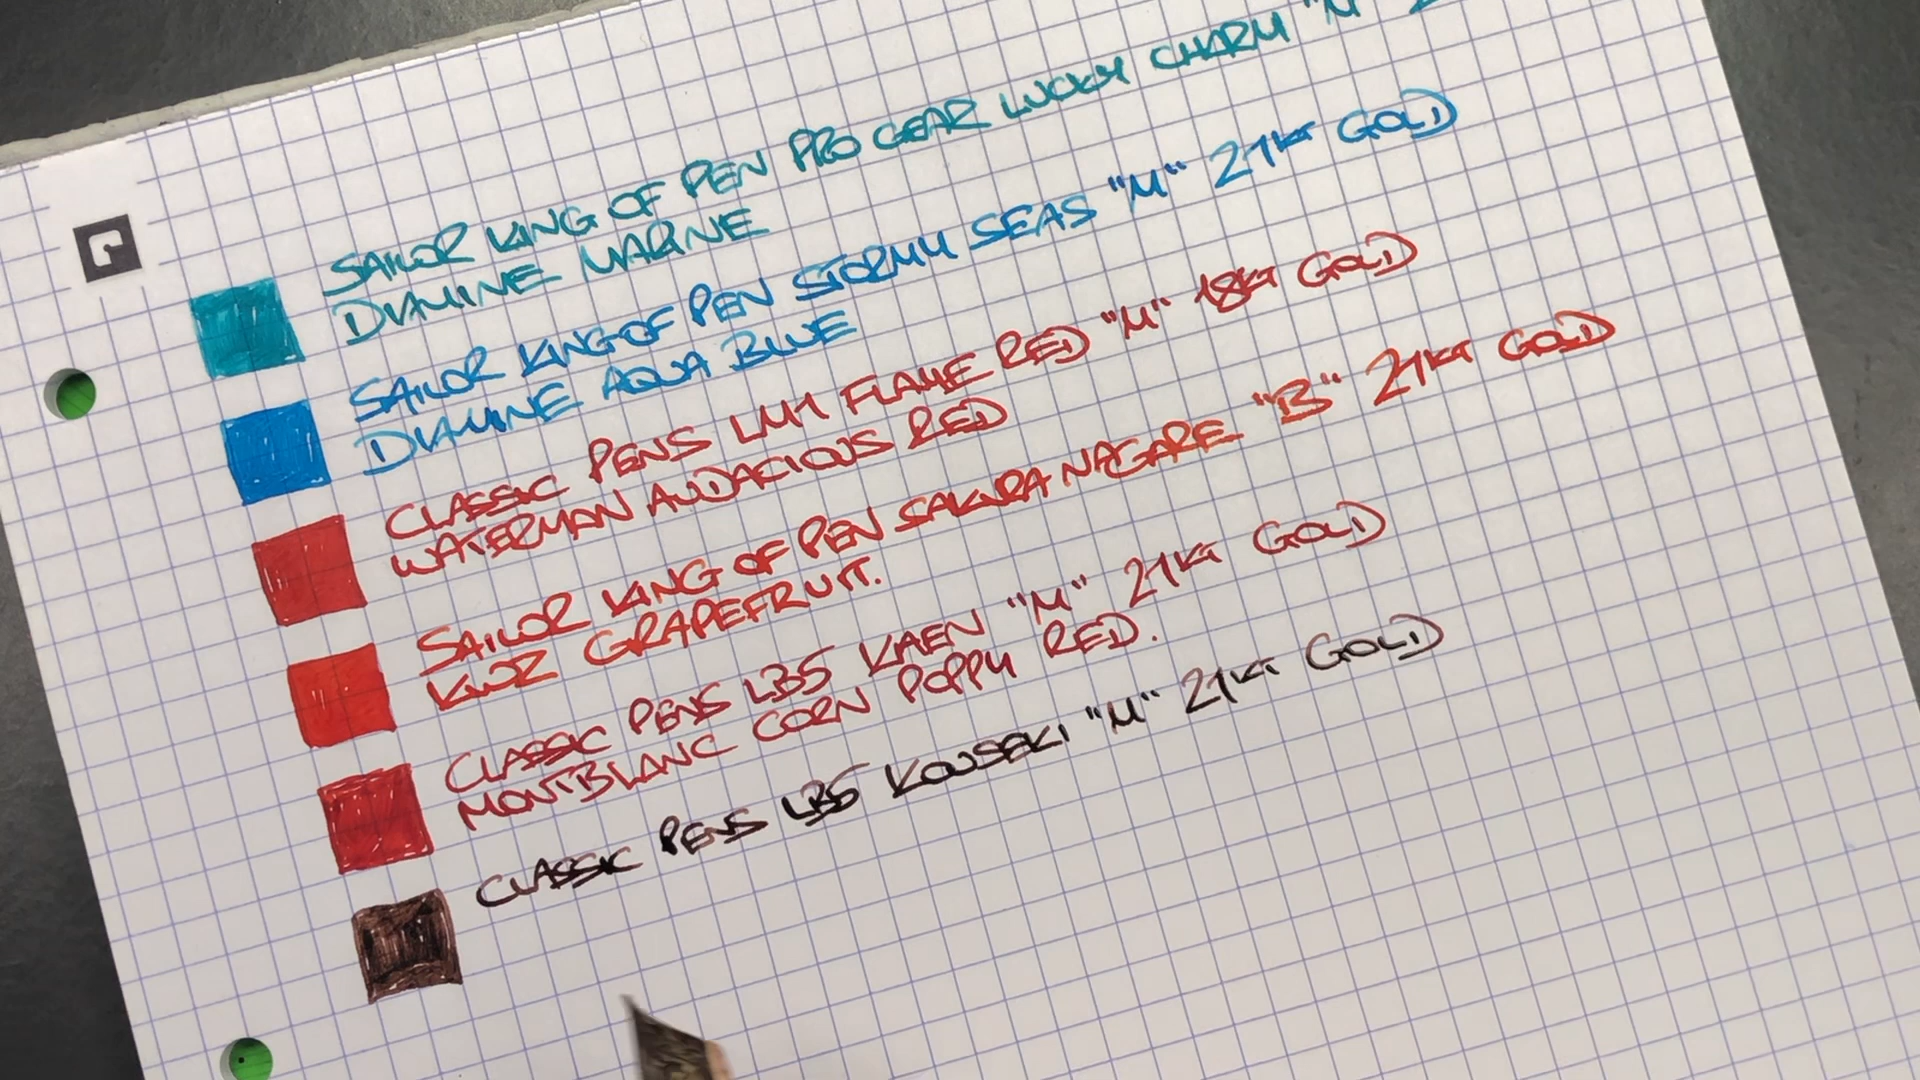 SAILOR KING OF PEN PRO GEAR LUCKY CHARM "M"
DIAMINE MARINE
SAILOR KING OF PEN STORMY SEAS "M" 21KT GOLD
DIAMINE AQUA BLUE
CLASSIC PENS LM1 FLAME RED "M" 18KT GOLD
WATERMAN AUDACIOUS RED
SAILOR KING OF PEN SAKURA NAGARE "B" 21KT GOLD
KWZ GRAPEFRUIT.
CLASSIC PENS LB5 KAEN "M" 21KT GOLD
MONTBLANC CORN POPPY RED.
CLASSIC PENS LB5 KOUSEKI "M" 21KT GOLD